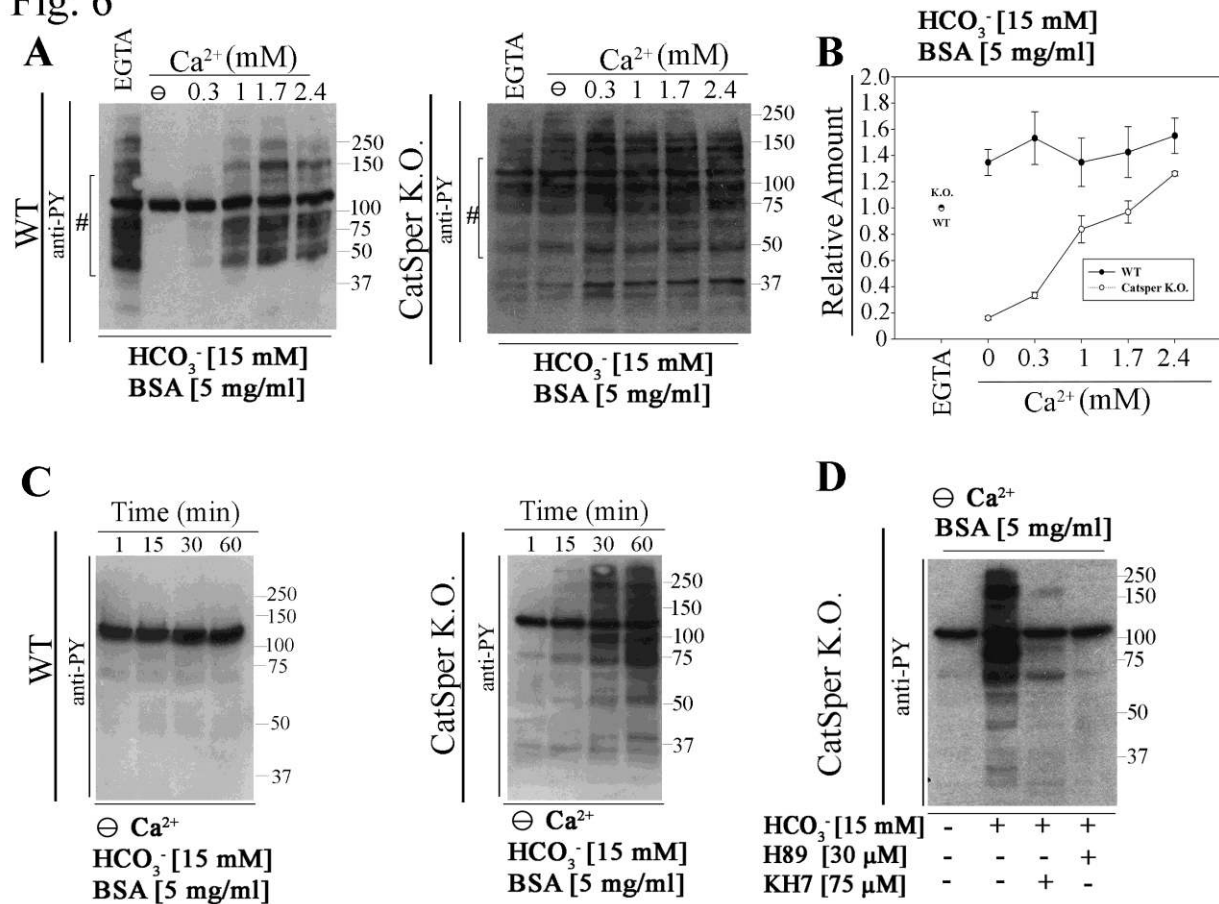 Fig. 6
A
WT
anti-PY
#
EGTA
Ca²⁺ (mM)
⊖ 0.3 1 1.7 2.4
250
150
100
75
50
37
HCO₃⁻ [15 mM]
BSA [5 mg/ml]
CatSper K.O.
anti-PY
#
EGTA
Ca²⁺ (mM)
⊖ 0.3 1 1.7 2.4
250
150
100
75
50
37
HCO₃⁻ [15 mM]
BSA [5 mg/ml]
B
HCO₃⁻ [15 mM]
BSA [5 mg/ml]
Relative Amount
2.0
1.8
1.6
1.4
1.2
1.0
0.8
0.6
0.4
0.2
0
K.O.
WT
WT
Catsper K.O.
EGTA
0 0.3 1 1.7 2.4
Ca²⁺ (mM)
C
WT
anti-PY
Time (min)
1 15 30 60
250
150
100
75
50
37
⊖ Ca²⁺
HCO₃⁻ [15 mM]
BSA [5 mg/ml]
CatSper K.O.
anti-PY
Time (min)
1 15 30 60
250
150
100
75
50
37
⊖ Ca²⁺
HCO₃⁻ [15 mM]
BSA [5 mg/ml]
D
⊖ Ca²⁺
BSA [5 mg/ml]
CatSper K.O.
anti-PY
250
150
100
75
50
37
HCO₃⁻ [15 mM] - + + +
H89 [30 µM] - - - +
KH7 [75 µM] - - + -